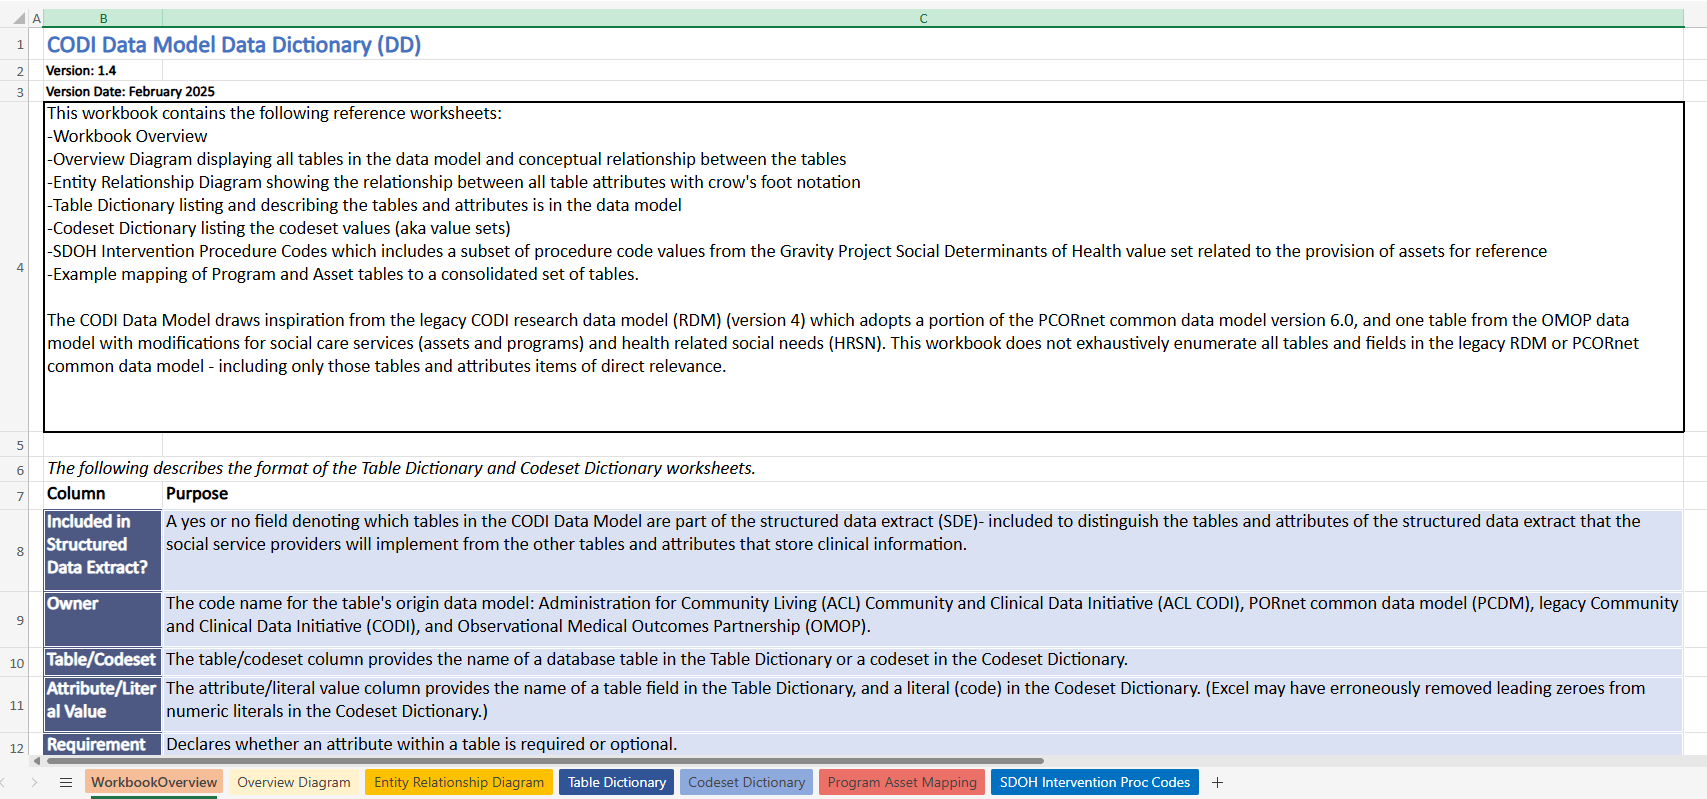 A B C
1 CODI Data Model Data Dictionary (DD)
2 Version: 1.4
3 Version Date: February 2025
4
This workbook contains the following reference worksheets:
-Workbook Overview
-Overview Diagram displaying all tables in the data model and conceptual relationship between the tables
-Entity Relationship Diagram showing the relationship between all table attributes with crow's foot notation
-Table Dictionary listing and describing the tables and attributes is in the data model
-Codeset Dictionary listing the codeset values (aka value sets)
-SDOH Intervention Procedure Codes which includes a subset of procedure code values from the Gravity Project Social Determinants of Health value set related to the provision of assets for reference
-Example mapping of Program and Asset tables to a consolidated set of tables.
The CODI Data Model draws inspiration from the legacy CODI research data model (RDM) (version 4) which adopts a portion of the PCORnet common data model version 6.0, and one table from the OMOP data
model with modifications for social care services (assets and programs) and health related social needs (HRSN). This workbook does not exhaustively enumerate all tables and fields in the legacy RDM or PCORnet
common data model - including only those tables and attributes items of direct relevance.
5
6 The following describes the format of the Table Dictionary and Codeset Dictionary worksheets.
7 Column Purpose
8
Included in
Structured
Data Extract?
A yes or no field denoting which tables in the CODI Data Model are part of the structured data extract (SDE)- included to distinguish the tables and attributes of the structured data extract that the
social service providers will implement from the other tables and attributes that store clinical information.
9
Owner
The code name for the table's origin data model: Administration for Community Living (ACL) Community and Clinical Data Initiative (ACL CODI), PORnet common data model (PCDM), legacy Community
and Clinical Data Initiative (CODI), and Observational Medical Outcomes Partnership (OMOP).
10 Table/Codeset The table/codeset column provides the name of a database table in the Table Dictionary or a codeset in the Codeset Dictionary.
11
Attribute/Liter
al Value
The attribute/literal value column provides the name of a table field in the Table Dictionary, and a literal (code) in the Codeset Dictionary. (Excel may have erroneously removed leading zeroes from
numeric literals in the Codeset Dictionary.)
12 Requirement Declares whether an attribute within a table is required or optional.
WorkbookOverview Overview Diagram Entity Relationship Diagram Table Dictionary Codeset Dictionary Program Asset Mapping SDOH Intervention Proc Codes +